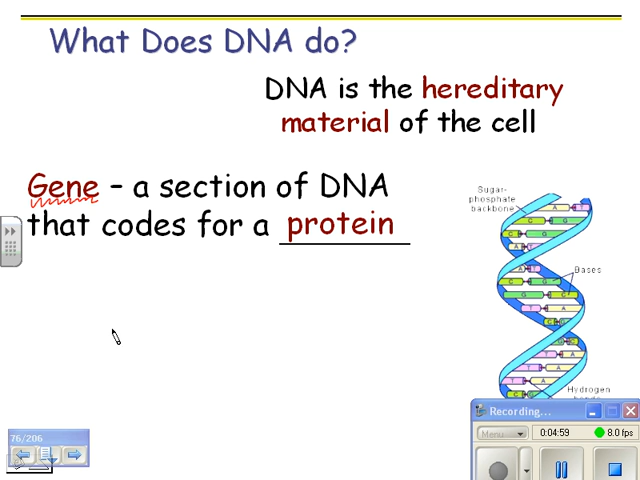 What Does DNA do?
DNA is the hereditary
material of the cell
Gene – a section of DNA
that codes for a protein
Sugar-
phosphate
backbone
Bases
Hydrogen
Recording...
Menu
0:04:59
8.0 fps
76/206